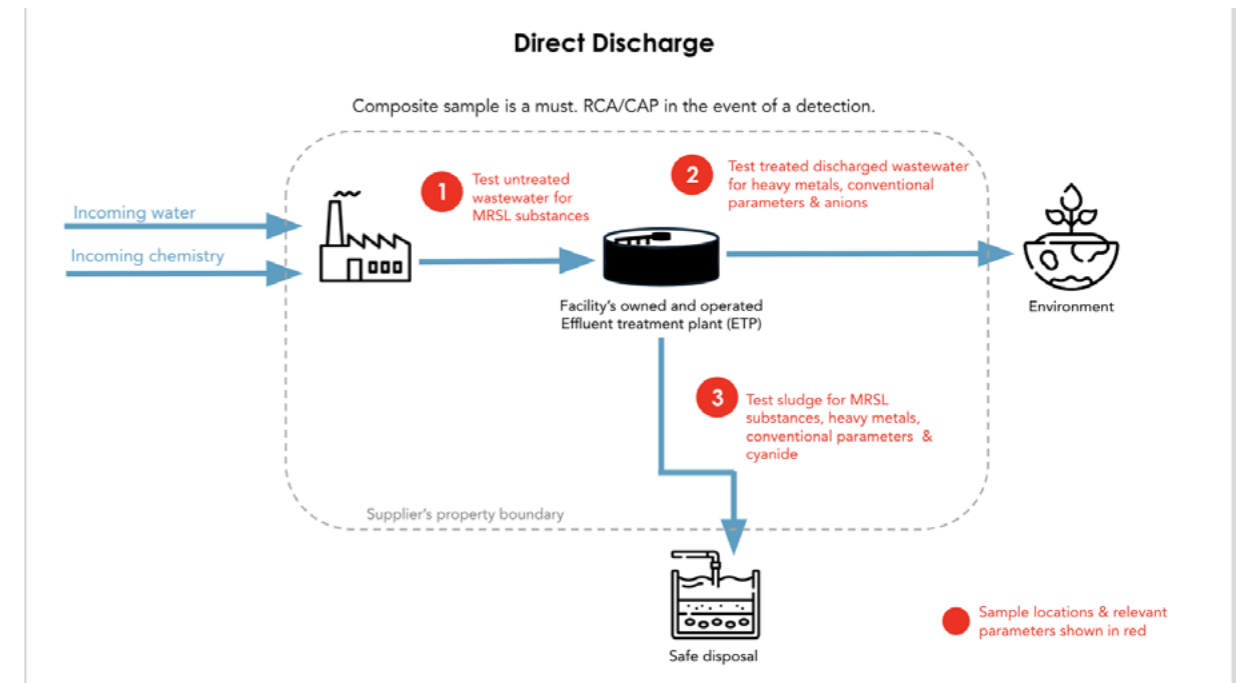 Direct Discharge
Composite sample is a must. RCA/CAP in the event of a detection.
Incoming water
Incoming chemistry
1
Test untreated
wastewater for
MRSL substances
2
Test treated discharged wastewater
for heavy metals, conventional
parameters & anions
Facility's owned and operated
Effluent treatment plant (ETP)
Environment
3
Test sludge for MRSL
substances, heavy metals,
conventional parameters &
cyanide
Supplier's property boundary
Safe disposal
Sample locations & relevant
parameters shown in red